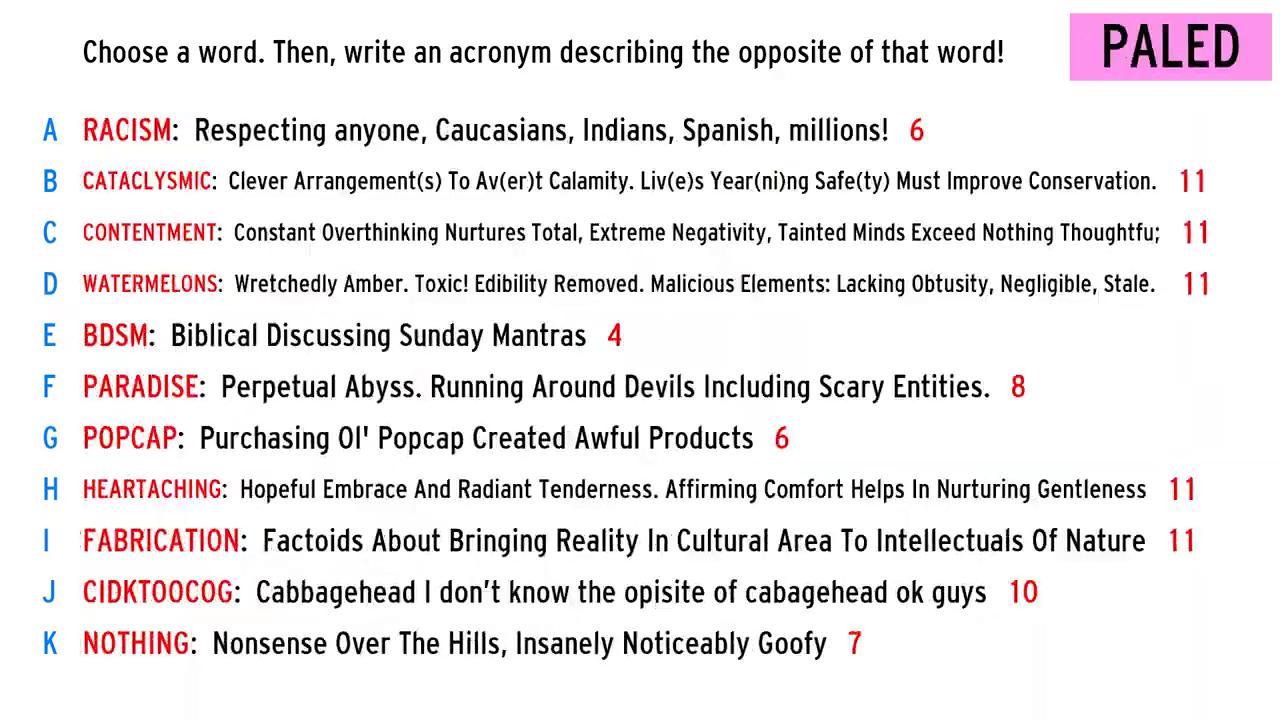 Choose a word. Then, write an acronym describing the opposite of that word!
PALED
A RACISM: Respecting anyone, Caucasians, Indians, Spanish, millions! 6
B CATACLYSMIC: Clever Arrangement(s) To Av(er)t Calamity. Liv(e)s Year(ni)ng Safe(ty) Must Improve Conservation. 11
C CONTENTMENT: Constant Overthinking Nurtures Total, Extreme Negativity, Tainted Minds Exceed Nothing Thoughtfu; 11
D WATERMELONS: Wretchedly Amber. Toxic! Edibility Removed. Malicious Elements: Lacking Obtusity, Negligible, Stale. 11
E BDSM: Biblical Discussing Sunday Mantras 4
F PARADISE: Perpetual Abyss. Running Around Devils Including Scary Entities. 8
G POPCAP: Purchasing Ol' Popcap Created Awful Products 6
H HEARTACHING: Hopeful Embrace And Radiant Tenderness. Affirming Comfort Helps In Nurturing Gentleness 11
I FABRICATION: Factoids About Bringing Reality In Cultural Area To Intellectuals Of Nature 11
J CIDKTOOCOG: Cabbagehead I don't know the opisite of cabagehead ok guys 10
K NOTHING: Nonsense Over The Hills, Insanely Noticeably Goofy 7